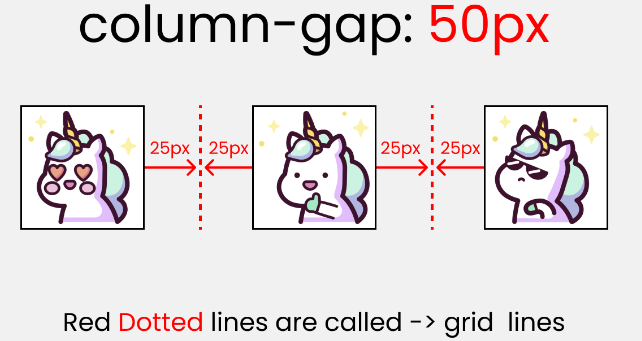 column-gap: 50px
25px 25px 25px 25px
Red Dotted lines are called -> grid lines